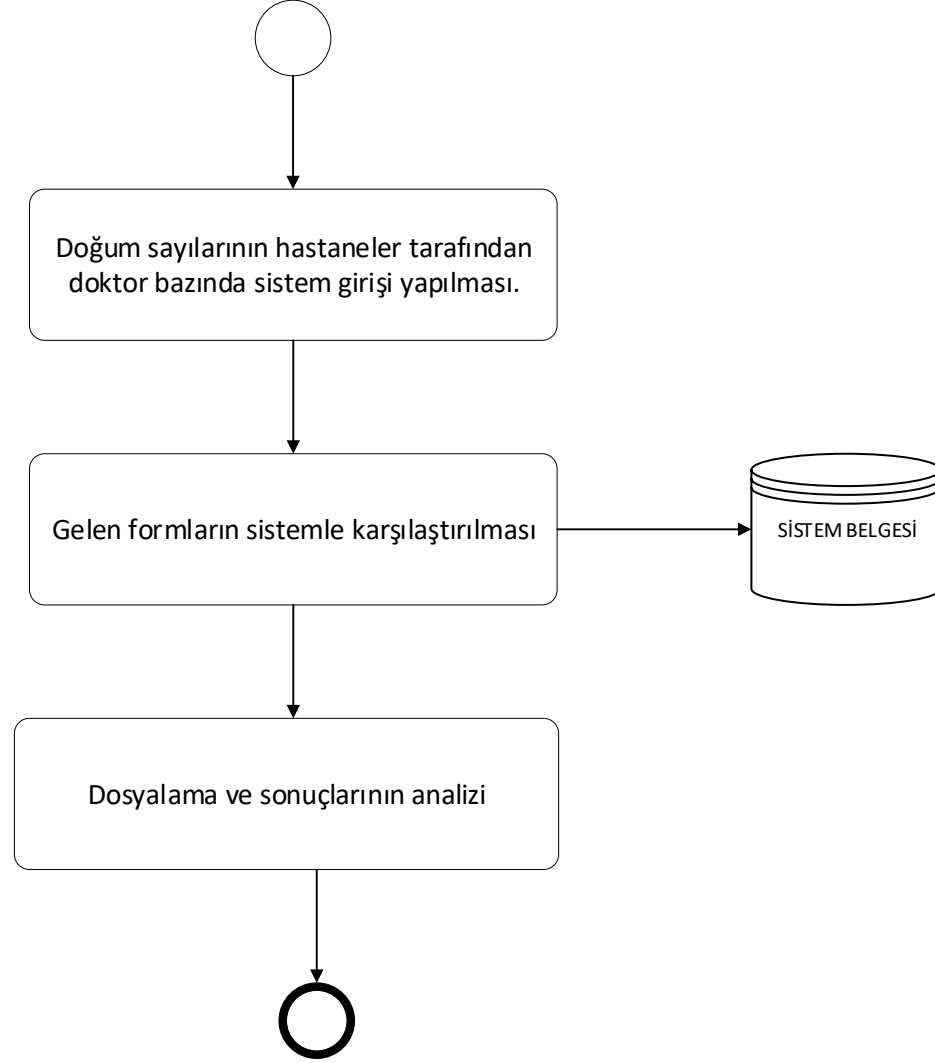 Doğum sayılarının hastaneler tarafından
doktor bazında sistem girişi yapılması.
Gelen formların sistemle karşılaştırılması
SİSTEM BELGESİ
Dosyalama ve sonuçlarının analizi